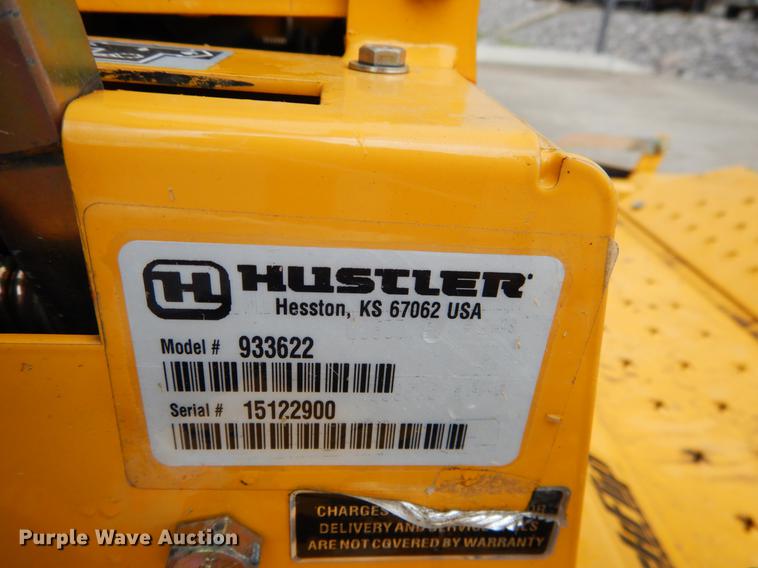 H HUSTLER
Hesston, KS 67062 USA
Model # 933622
Serial # 15122900
CHARGES
DELIVERY AND
ARE NOT COVERED BY WARRANTY
Purple Wave Auction